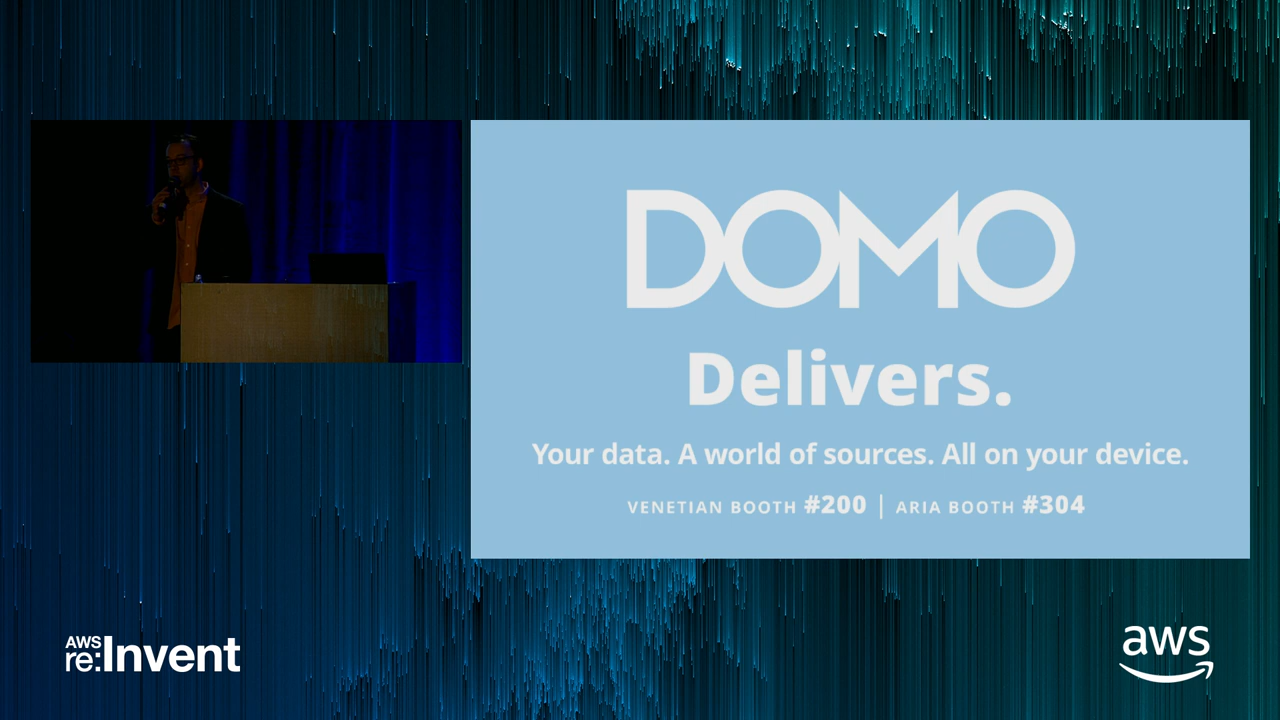 DOMO
Delivers.
Your data. A world of sources. All on your device.
VENETIAN BOOTH #200 | ARIA BOOTH #304
AWS
re:Invent
aws